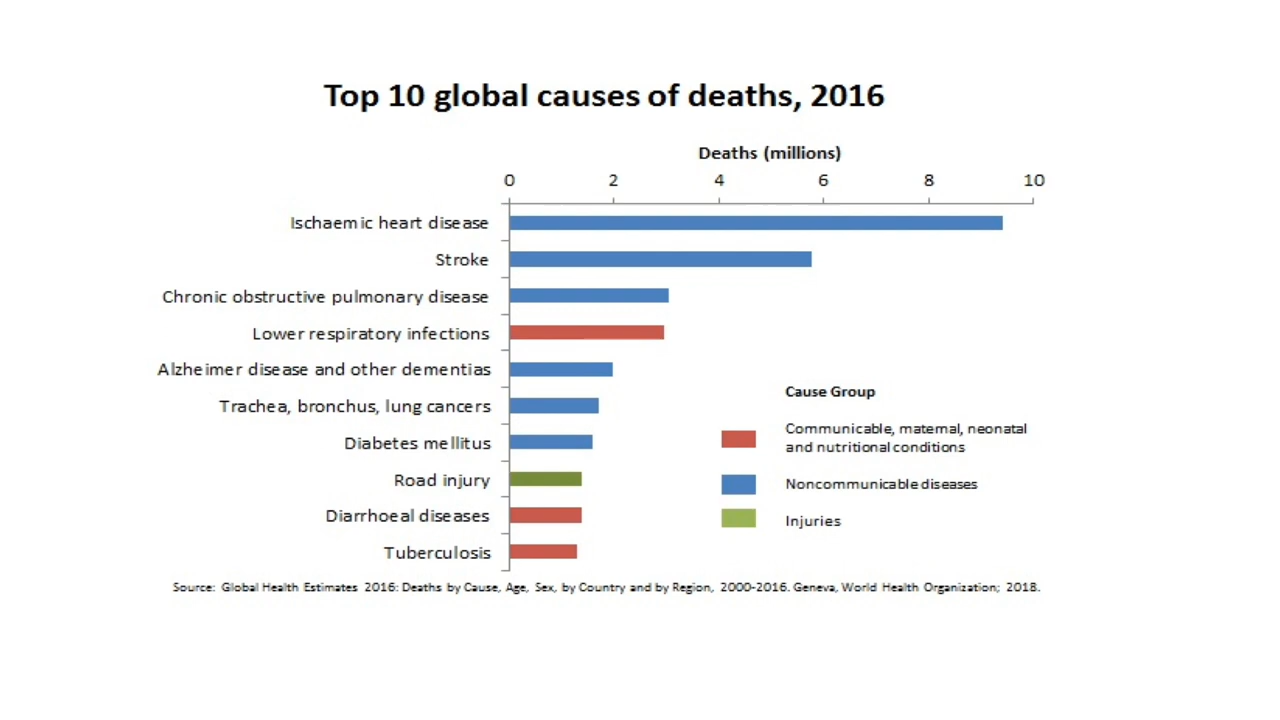 Top 10 global causes of deaths, 2016
Deaths (millions)
0 2 4 6 8 10
Ischaemic heart disease
Stroke
Chronic obstructive pulmonary disease
Lower respiratory infections
Alzheimer disease and other dementias
Trachea, bronchus, lung cancers
Diabetes mellitus
Road injury
Diarrhoeal diseases
Tuberculosis
Cause Group
Communicable, maternal, neonatal
and nutritional conditions
Noncommunicable diseases
Injuries
Source: Global Health Estimates 2016: Deaths by Cause, Age, Sex, by Country and by Region, 2000-2016. Geneva, World Health Organization; 2018.